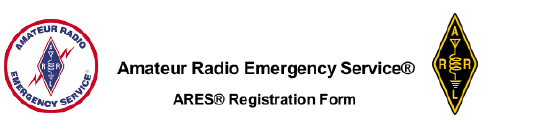 AMATEUR RADIO
EMERGENCY SERVICE
A
R R
L
Amateur Radio Emergency Service®
ARES® Registration Form
A
R R
L